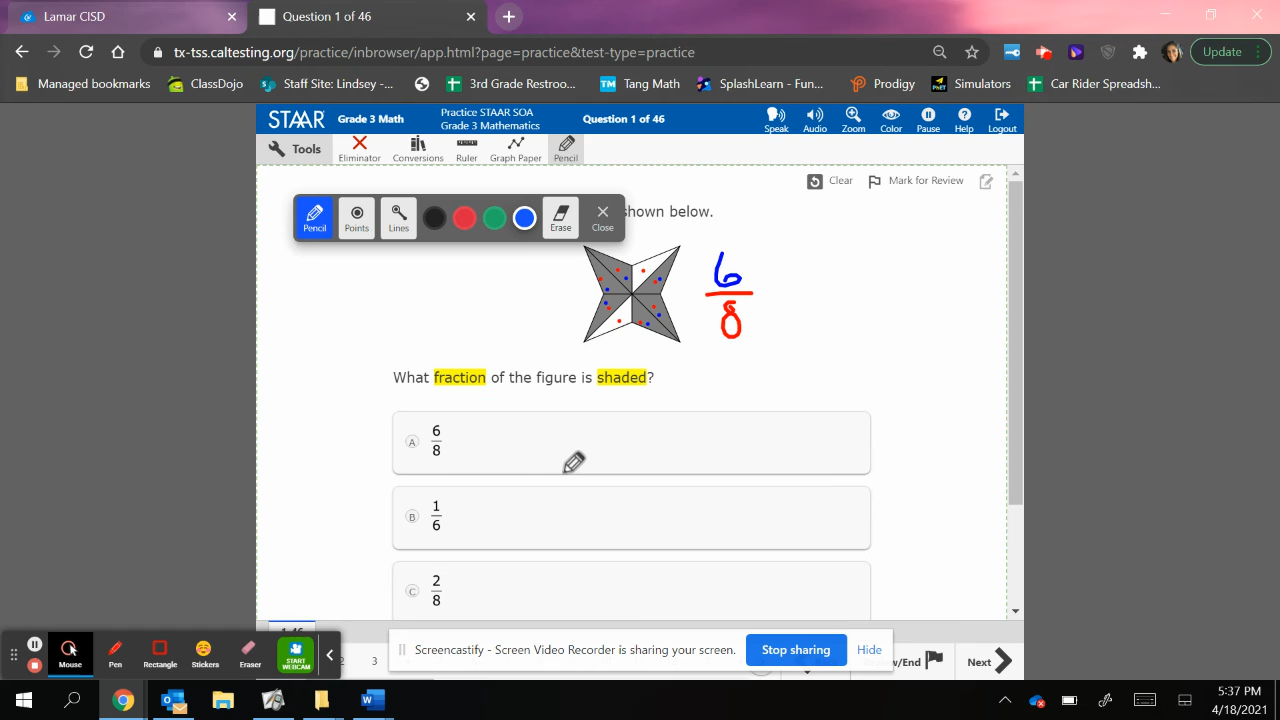 Lamar CISD
Question 1 of 46
tx-tss.caltesting.org/practice/inbrowser/app.html?page=practice&test-type=practice
Update
Managed bookmarks
ClassDojo
Staff Site: Lindsey -...
3rd Grade Restroo...
TM
Tang Math
SplashLearn - Fun...
Prodigy
PhET
Simulators
Car Rider Spreadsh...
STAAR
Grade 3 Math
Practice STAAR SOA
Grade 3 Mathematics
Question 1 of 46
Speak
Audio
Zoom
Color
Pause
Help
Logout
Tools
Eliminator
Conversions
Ruler
Graph Paper
Pencil
Clear
Mark for Review
Pencil
Points
Lines
Erase
Close
shown below.
6
8
What fraction of the figure is shaded?
A
6
8
B
1
6
C
2
8
Mouse
Pen
Rectangle
Stickers
Eraser
START
WEBCAM
2
3
Screencastify - Screen Video Recorder is sharing your screen.
Stop sharing
Hide
w/End
Next
5:37 PM
4/18/2021